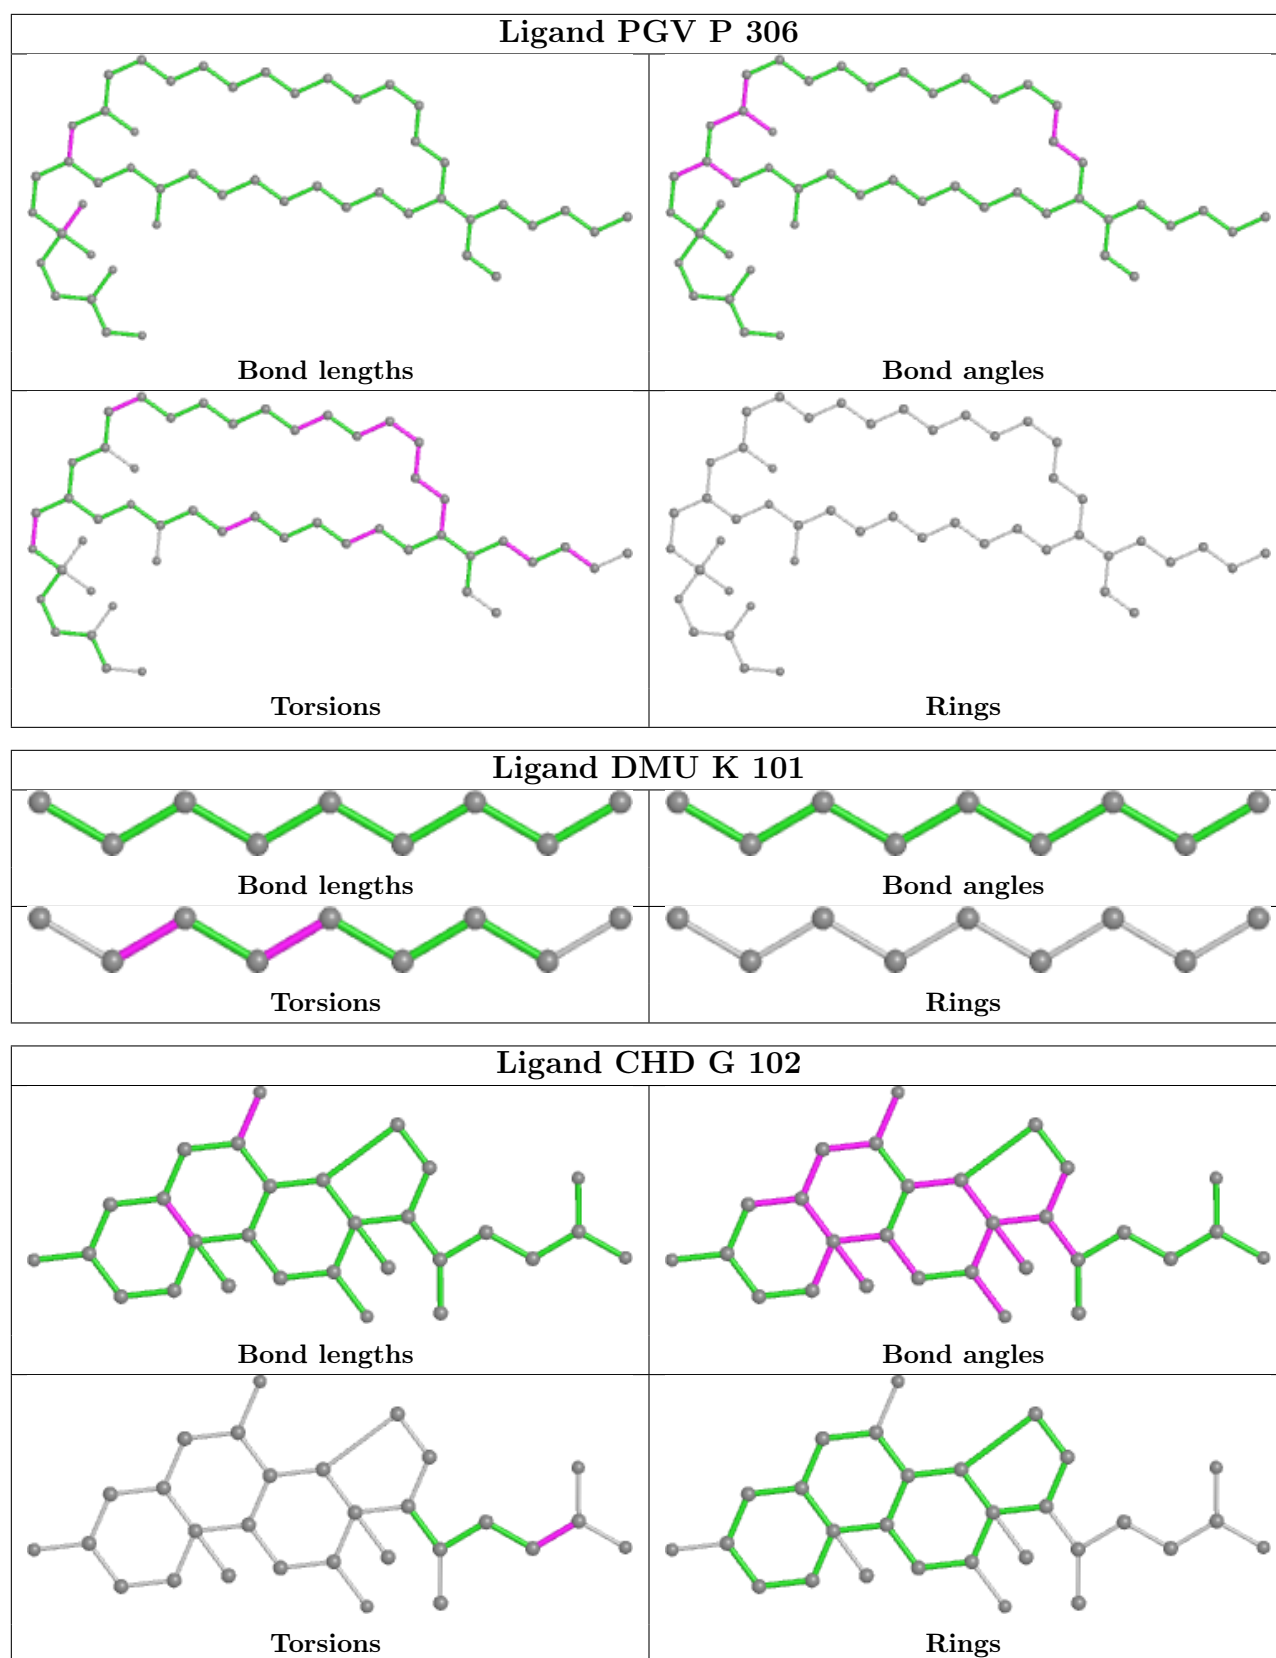 Ligand PGV P 306
Bond lengths
Bond angles
Torsions
Rings
Ligand DMU K 101
Bond lengths
Bond angles
Torsions
Rings
Ligand CHD G 102
Bond lengths
Bond angles
Torsions
Rings